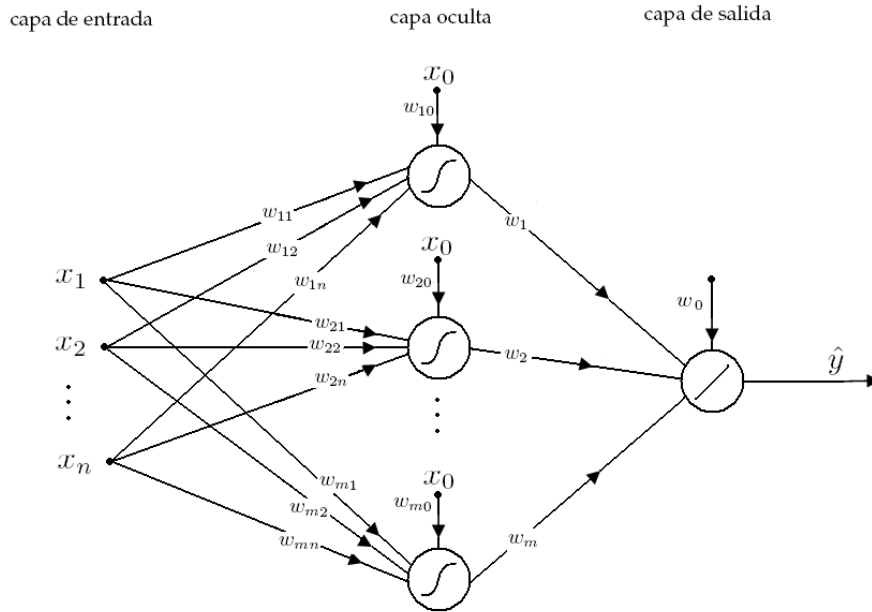 capa de entrada
capa oculta
capa de salida
x₀
w₁₀
w₁₁
w₁
w₁₂
x₀
w₁ₙ
x₁
w₂₀
w₀
w₂₁
x₂
w₂₂
w₂
ŷ
w₂ₙ
xₙ
x₀
wₘ₁
wₘ₂
wₘ₀
wₘₙ
wₘ